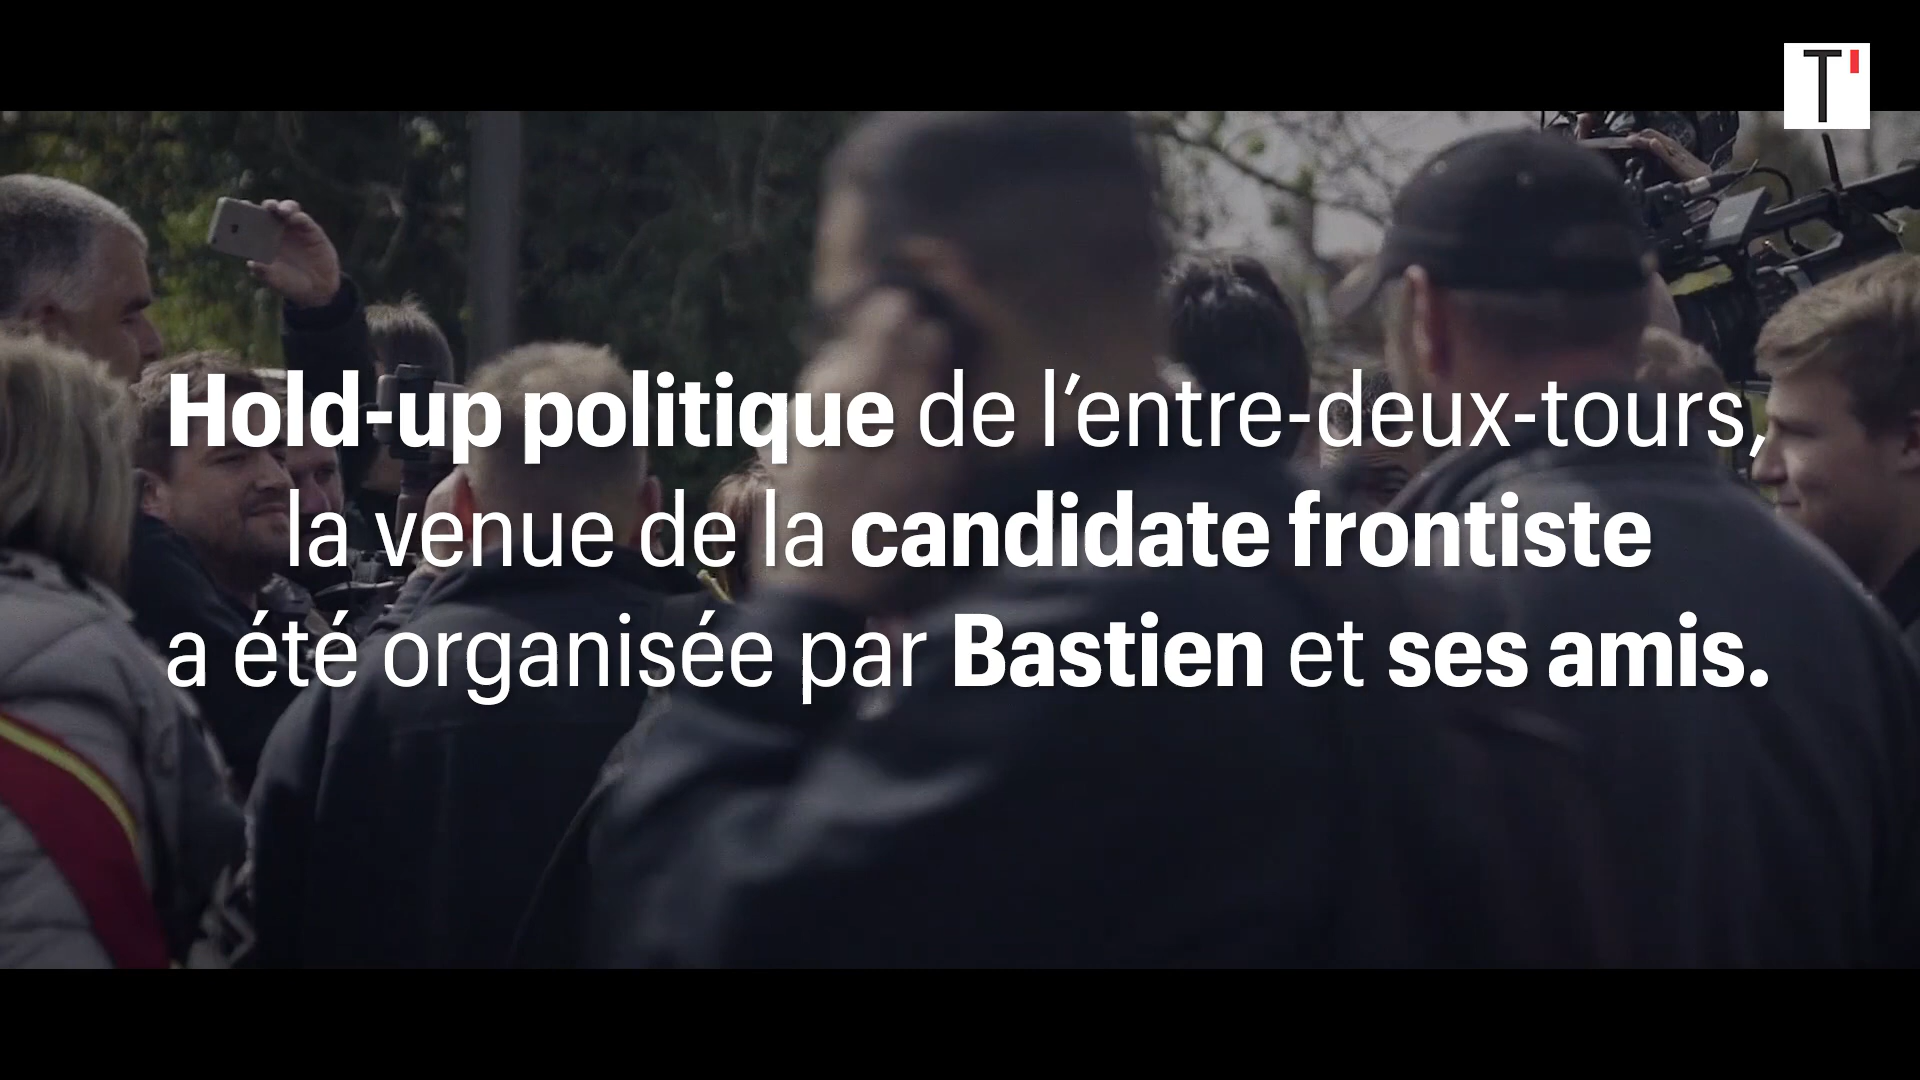 T'
Hold-up politique de l’entre-deux-tours,
la venue de la candidate frontiste
a été organisée par Bastien et ses amis.